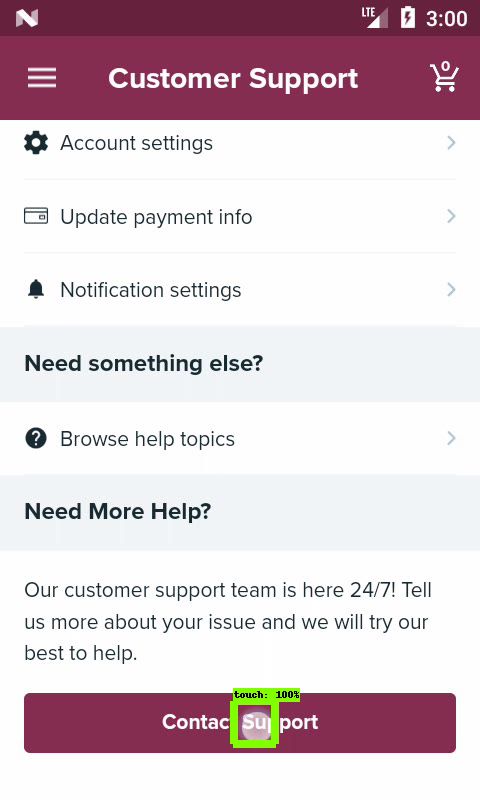 LTE 3:00
Customer Support 0
Account settings
Update payment info
Notification settings
Need something else?
Browse help topics
Need More Help?
Our customer support team is here 24/7! Tell
us more about your issue and we will try our
best to help.
touch: 100%
Contact Support